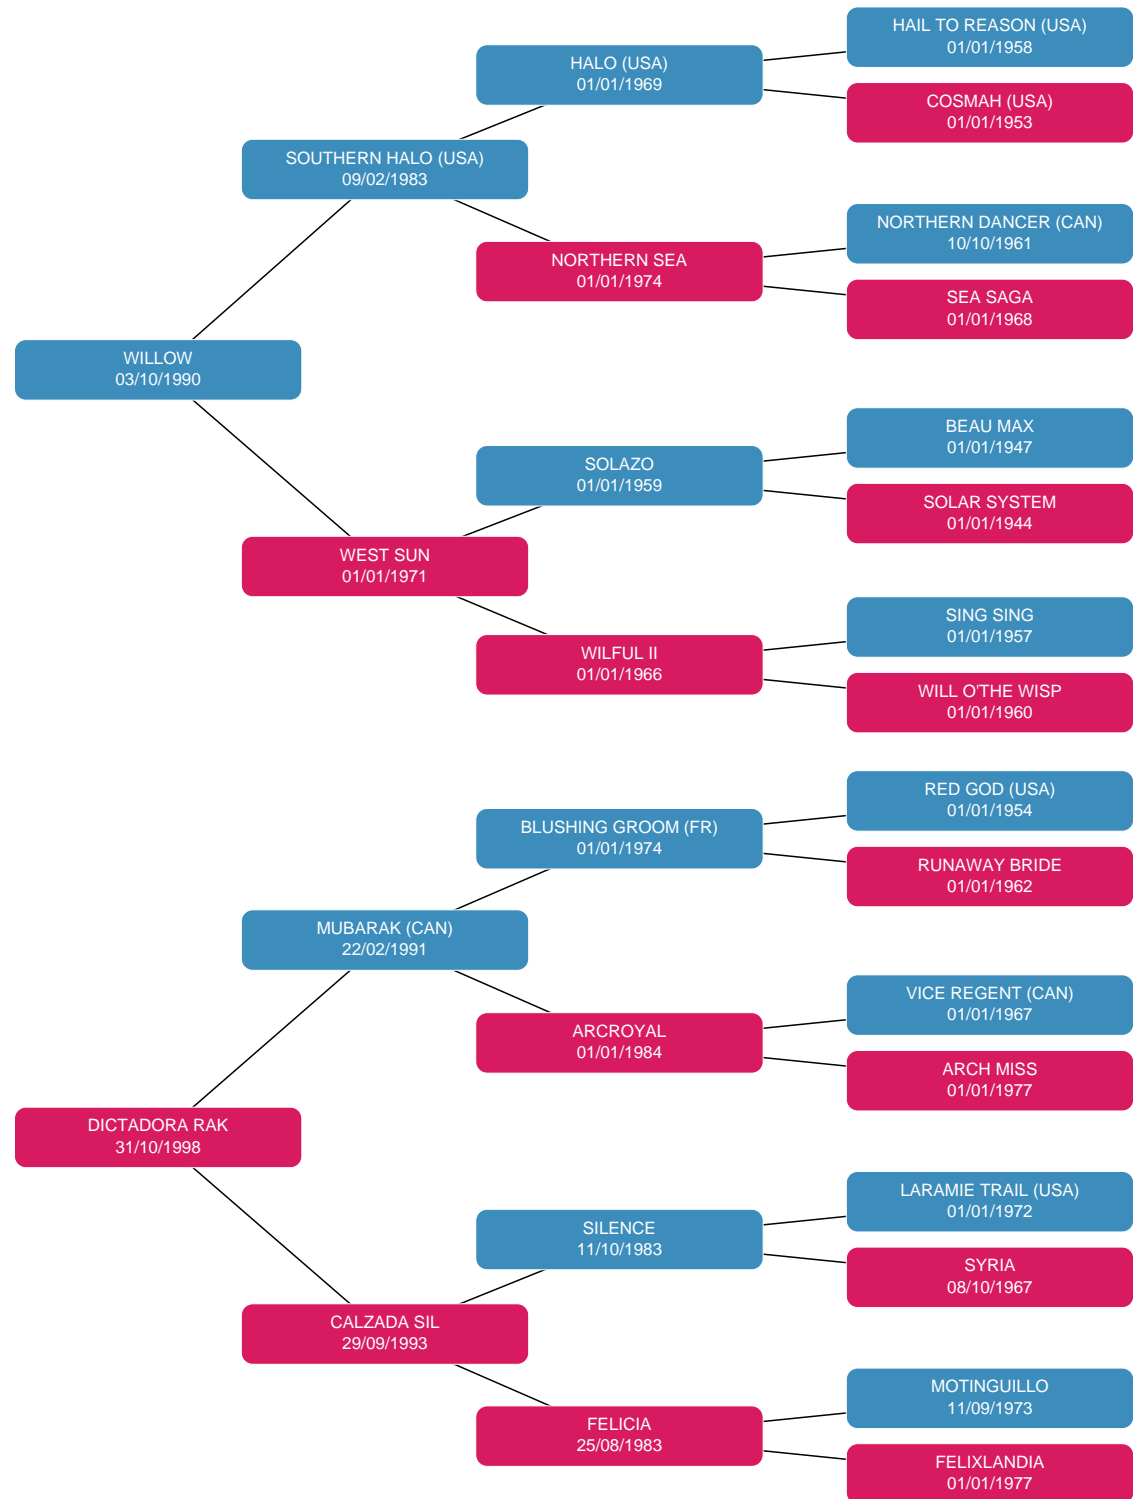 HAIL TO REASON (USA)
01/01/1958
HALO (USA)
01/01/1969
COSMAH (USA)
01/01/1953
SOUTHERN HALO (USA)
09/02/1983
NORTHERN DANCER (CAN)
10/10/1961
NORTHERN SEA
01/01/1974
SEA SAGA
01/01/1968
WILLOW
03/10/1990
BEAU MAX
01/01/1947
SOLAZO
01/01/1959
SOLAR SYSTEM
01/01/1944
WEST SUN
01/01/1971
SING SING
01/01/1957
WILFUL II
01/01/1966
WILL O'THE WISP
01/01/1960
RED GOD (USA)
01/01/1954
BLUSHING GROOM (FR)
01/01/1974
RUNAWAY BRIDE
01/01/1962
MUBARAK (CAN)
22/02/1991
VICE REGENT (CAN)
01/01/1967
ARCROYAL
01/01/1984
ARCH MISS
01/01/1977
DICTADORA RAK
31/10/1998
LARAMIE TRAIL (USA)
01/01/1972
SILENCE
11/10/1983
SYRIA
08/10/1967
CALZADA SIL
29/09/1993
MOTINGUILLO
11/09/1973
FELICIA
25/08/1983
FELIXLANDIA
01/01/1977